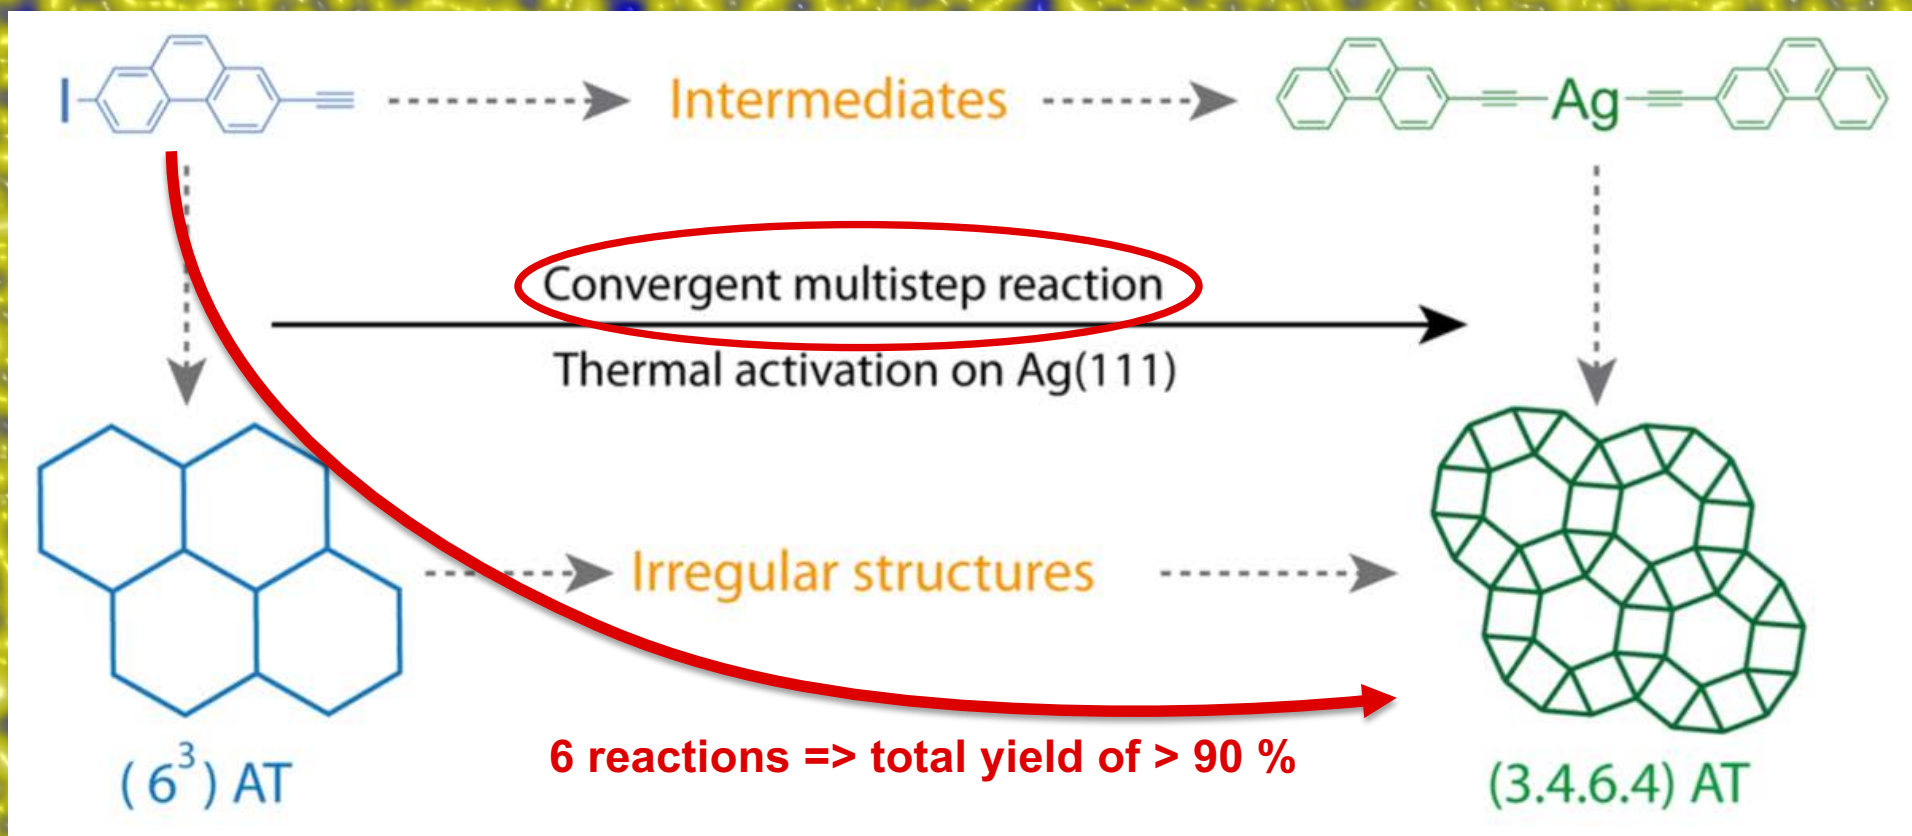 I
Intermediates
Ag
Convergent multistep reaction
Thermal activation on Ag(111)
Irregular structures
6 reactions => total yield of > 90 %
(6³) AT
(3.4.6.4) AT